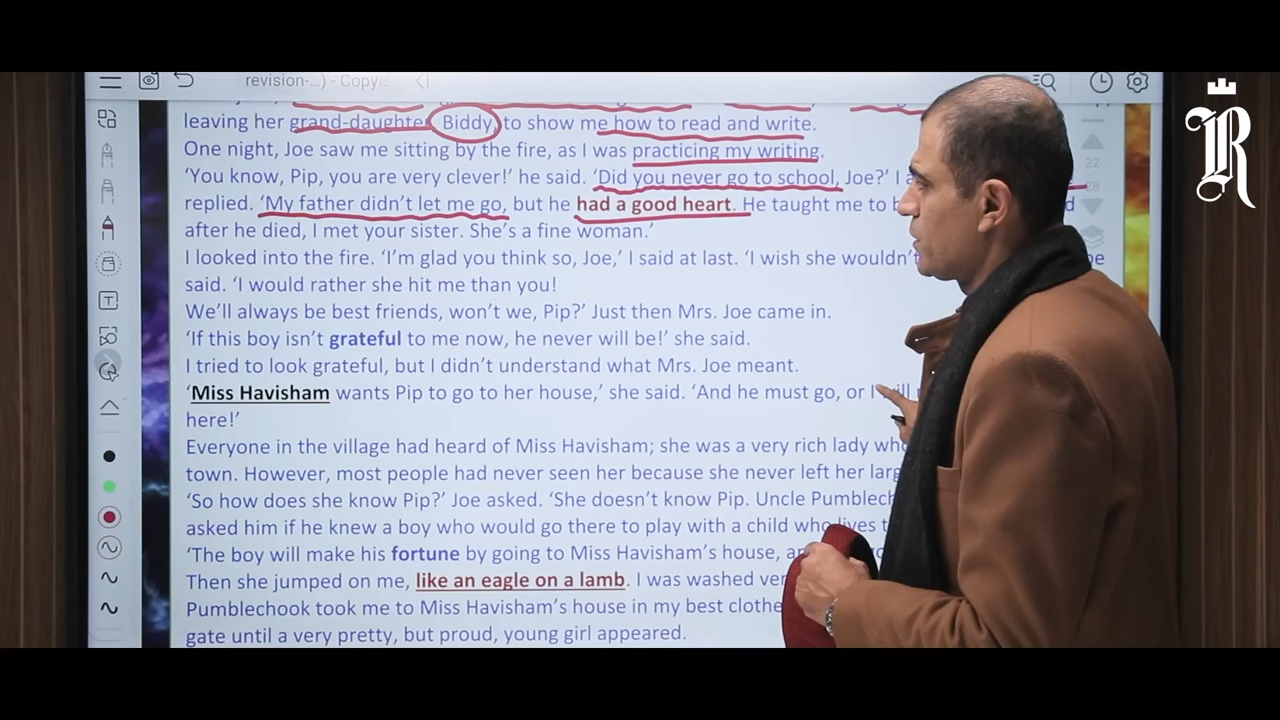 revision-...) - Copy
leaving her grand-daughter Biddy, to show me how to read and write.
One night, Joe saw me sitting by the fire, as I was practicing my writing.
‘You know, Pip, you are very clever!’ he said. ‘Did you never go to school, Joe?’ I
replied. ‘My father didn’t let me go, but he had a good heart. He taught me to
after he died, I met your sister. She’s a fine woman.’
I looked into the fire. ‘I’m glad you think so, Joe,’ I said at last. ‘I wish she wouldn’t
said. ‘I would rather she hit me than you!
We’ll always be best friends, won’t we, Pip?’ Just then Mrs. Joe came in.
‘If this boy isn’t grateful to me now, he never will be!’ she said.
I tried to look grateful, but I didn’t understand what Mrs. Joe meant.
‘Miss Havisham wants Pip to go to her house,’ she said. ‘And he must go, or I will
here!’
Everyone in the village had heard of Miss Havisham; she was a very rich lady who
town. However, most people had never seen her because she never left her
‘So how does she know Pip?’ Joe asked. ‘She doesn’t know Pip. Uncle
asked him if he knew a boy who would go there to play with a child who lives
‘The boy will make his fortune by going to Miss Havisham’s house,
Then she jumped on me, like an eagle on a lamb. I was washed
Pumblechook took me to Miss Havisham’s house in my best
gate until a very pretty, but proud, young girl appeared.
22
28
R